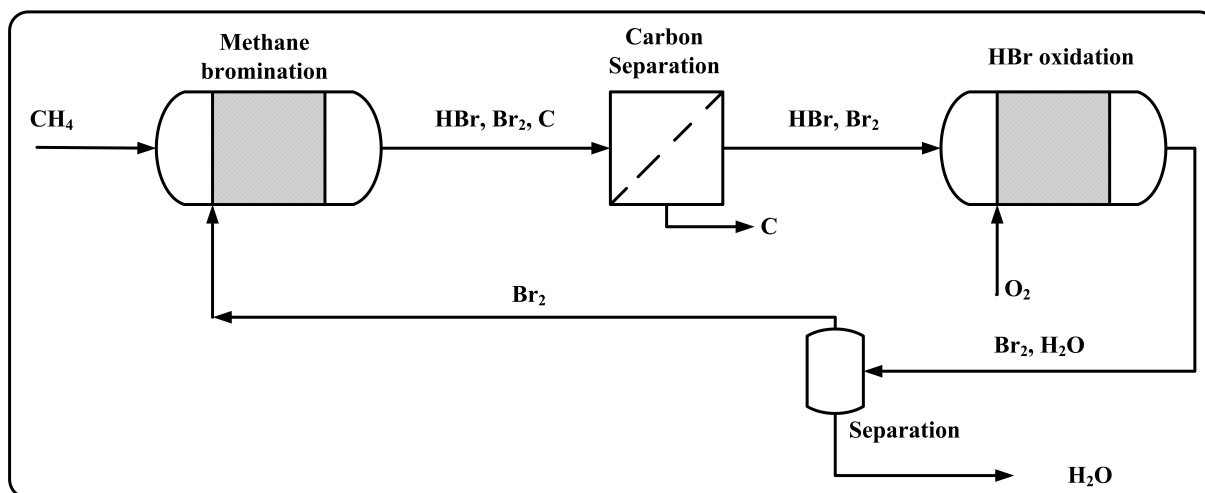 Methane
bromination
Carbon
Separation
HBr oxidation
CH₄
HBr, Br₂, C
HBr, Br₂
C
O₂
Br₂
Br₂, H₂O
Separation
H₂O